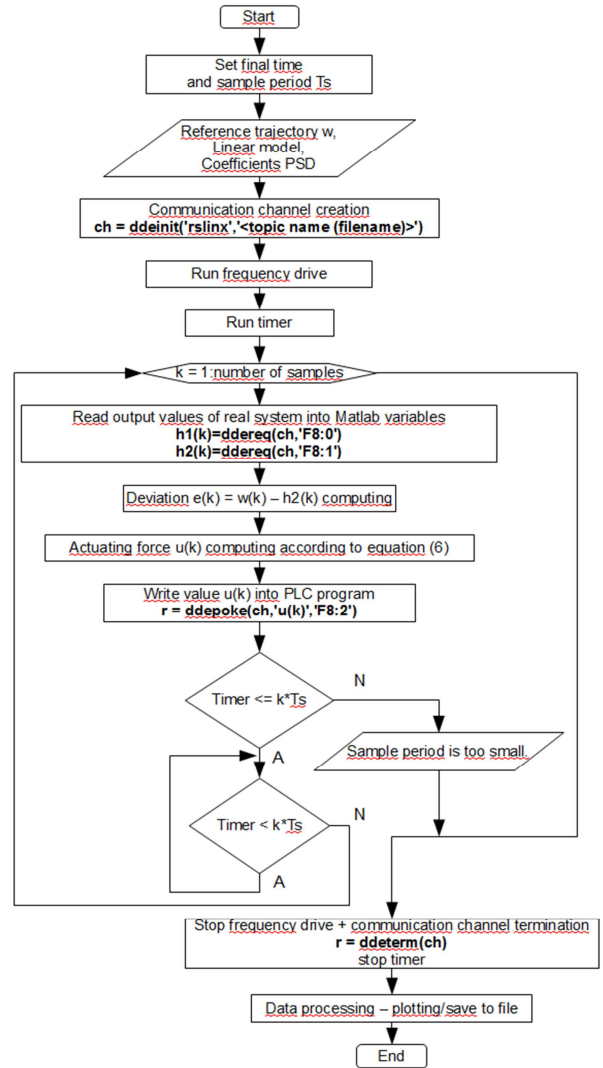 Start
Set final time
and sample period Ts
Reference trajectory w,
Linear model,
Coefficients PSD
Communication channel creation
ch = ddeinit('rslinx','<topic name (filename)>')
Run frequency drive
Run timer
k = 1:number of samples
Read output values of real system into Matlab variables
h1(k)=ddereq(ch,'F8:0')
h2(k)=ddereq(ch,'F8:1')
Deviation e(k) = w(k) – h2(k) computing
Actuating force u(k) computing according to equation (6)
Write value u(k) into PLC program
r = ddepoke(ch,'u(k)','F8:2')
Timer <= k*Ts
N
A
Sample period is too small.
Timer < k*Ts
N
A
Stop frequency drive + communication channel termination
r = ddeterm(ch)
stop timer
Data processing – plotting/save to file
End